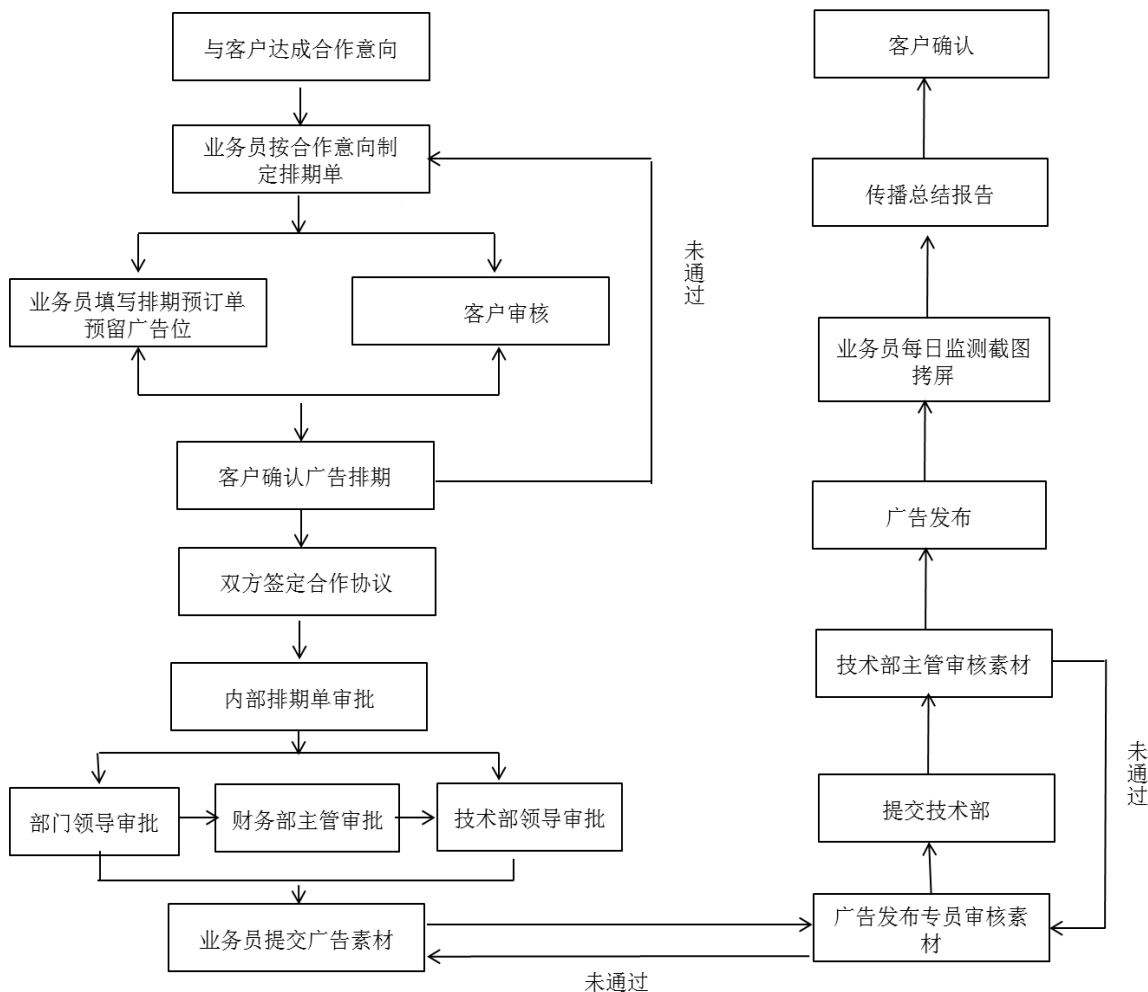 与客户达成合作意向
业务员按合作意向制
定排期单
业务员填写排期预订单
预留广告位
客户审核
未通过
客户确认广告排期
双方签定合作协议
内部排期单审批
部门领导审批
财务部主管审批
技术部领导审批
业务员提交广告素材
未通过
广告发布专员审核素
材
提交技术部
未通过
技术部主管审核素材
广告发布
业务员每日监测截图
拷屏
传播总结报告
客户确认